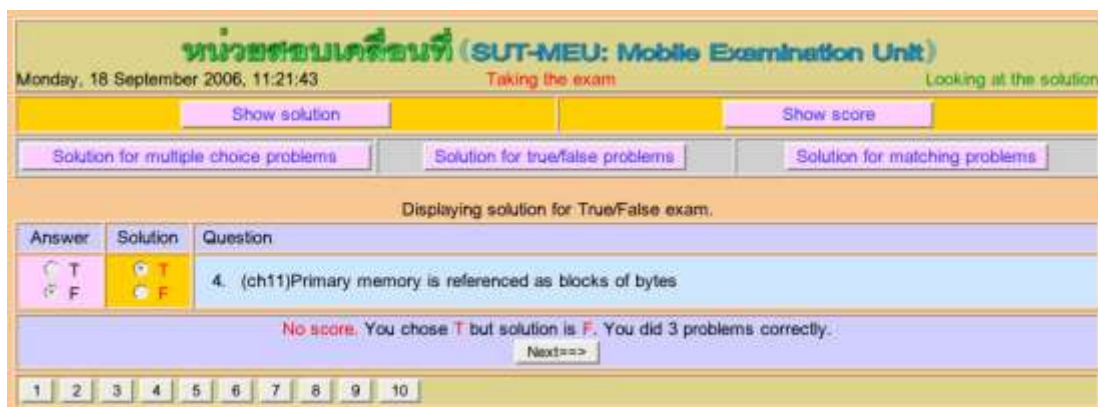 หน่วยสอบเคลื่อนที่ (SUT-MEU: Mobile Examination Unit)
Monday, 18 September 2006, 11:21:43 Taking the exam Looking at the solution
Show solution Show score
Solution for multiple choice problems Solution for true/false problems Solution for matching problems
Displaying solution for True/False exam.
Answer Solution Question
T T
F F
4. (ch11)Primary memory is referenced as blocks of bytes
No score. You chose T but solution is F. You did 3 problems correctly.
Next==>
1 2 3 4 5 6 7 8 9 10